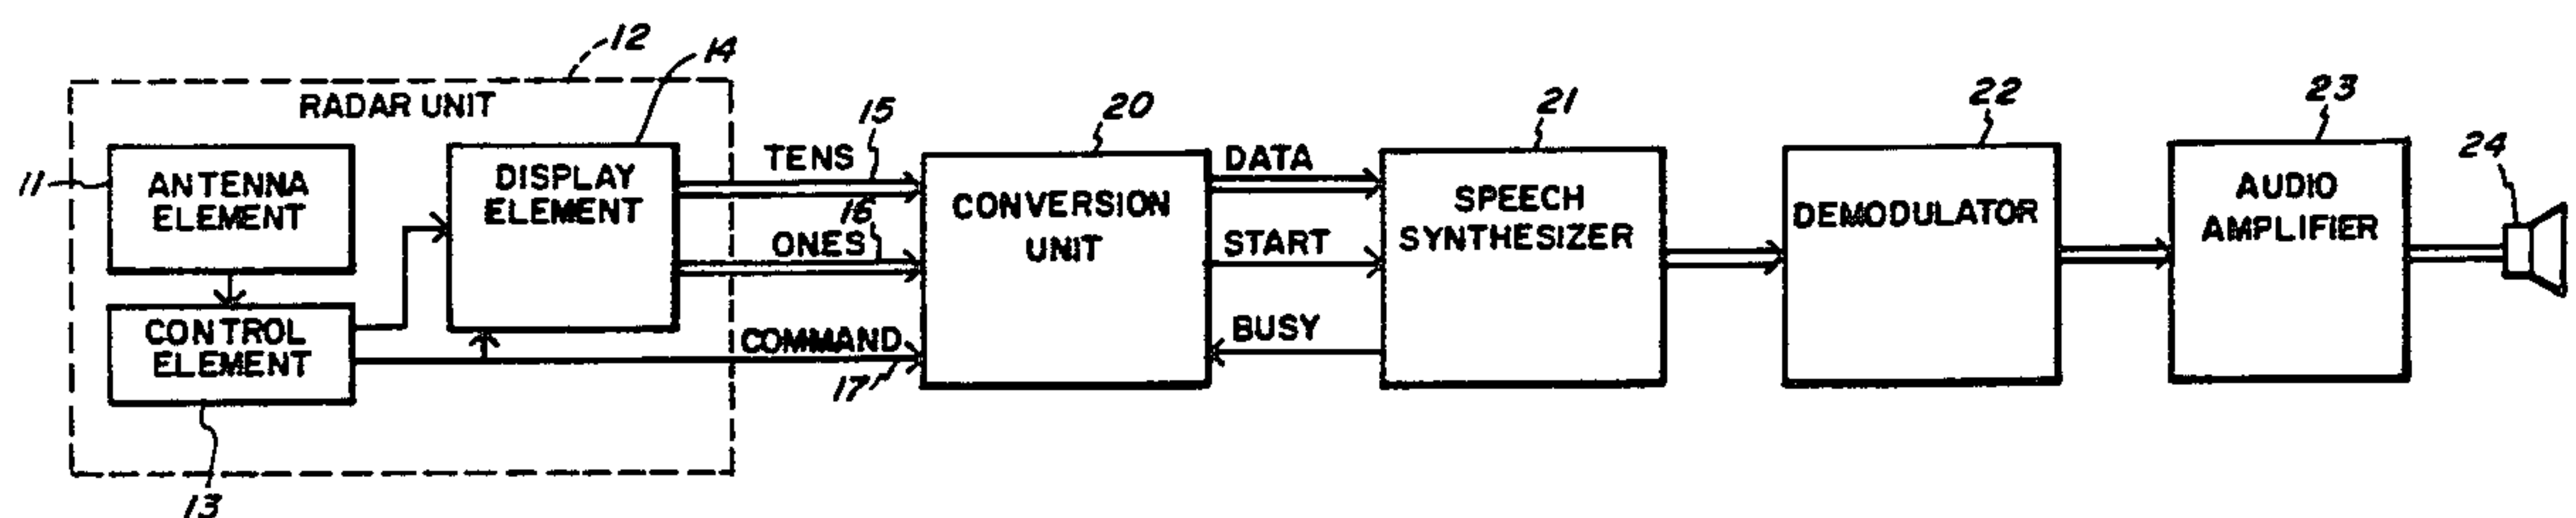 12
14
RADAR UNIT
11
ANTENNA
ELEMENT
DISPLAY
ELEMENT
CONTROL
ELEMENT
13
TENS
15
ONES
16
COMMAND
17
20
CONVERSION
UNIT
DATA
START
BUSY
21
SPEECH
SYNTHESIZER
22
DEMODULATOR
23
AUDIO
AMPLIFIER
24